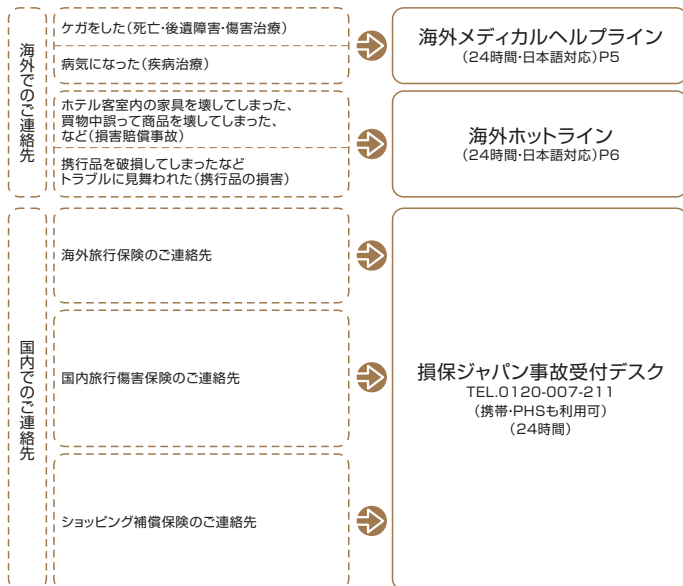 海外でのご連絡先
ケガをした(死亡・後遺障害・傷害治療)
病気になった(疾病治療)
海外メディカルヘルプライン
(24時間・日本語対応)P5
ホテル客室内の家具を壊してしまった、
買物中誤って商品を壊してしまった、
など(損害賠償事故)
携行品を破損してしまったなど
トラブルに見舞われた(携行品の損害)
海外ホットライン
(24時間・日本語対応)P6
国内でのご連絡先
海外旅行保険のご連絡先
国内旅行傷害保険のご連絡先
ショッピング補償保険のご連絡先
損保ジャパン事故受付デスク
TEL.0120-007-211
(携帯・PHSも利用可)
(24時間)